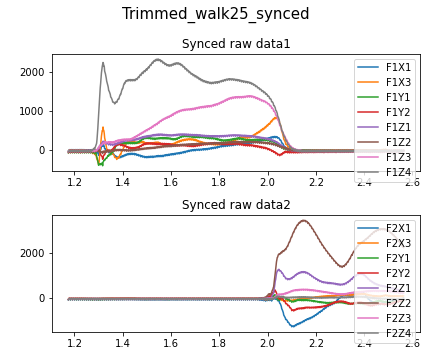 Trimmed_walk25_synced
Synced raw data1
2000
1000
0
F1X1
F1X3
F1Y1
F1Y2
F1Z1
F1Z2
F1Z3
F1Z4
1.2 1.4 1.6 1.8 2.0 2.2 2.4 2.6
Synced raw data2
2000
0
F2X1
F2X3
F2Y1
F2Y2
F2Z1
F2Z2
F2Z3
F2Z4
1.2 1.4 1.6 1.8 2.0 2.2 2.4 2.6